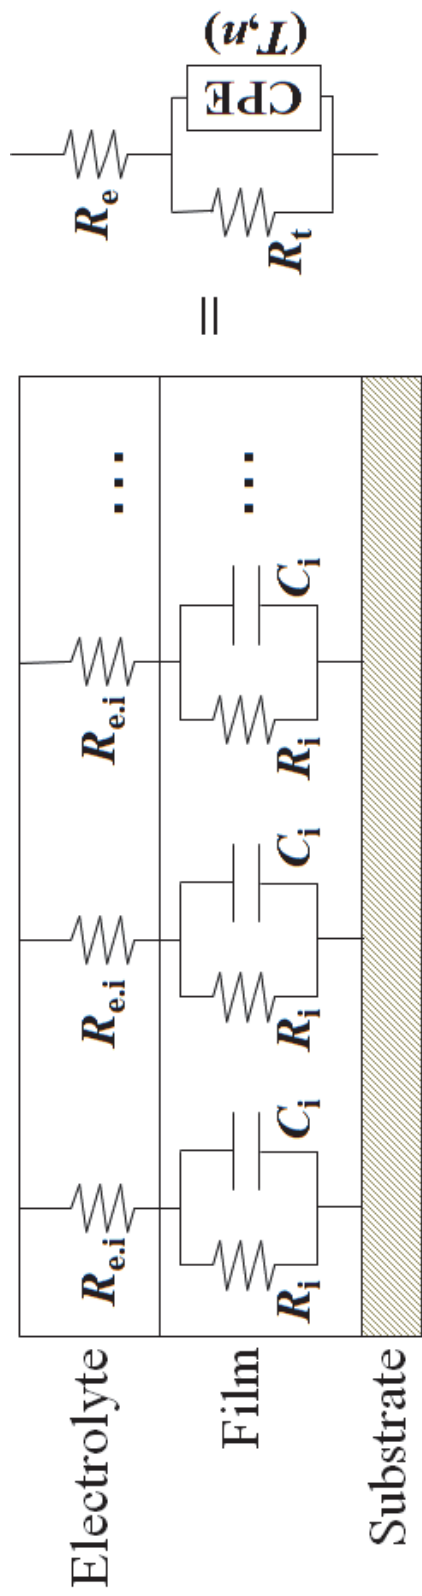 Electrolyte
R_e.i R_e.i R_e.i ...
Film
R_i C_i R_i C_i R_i C_i ...
Substrate
=
R_e
R_t
CPE
(T,n)